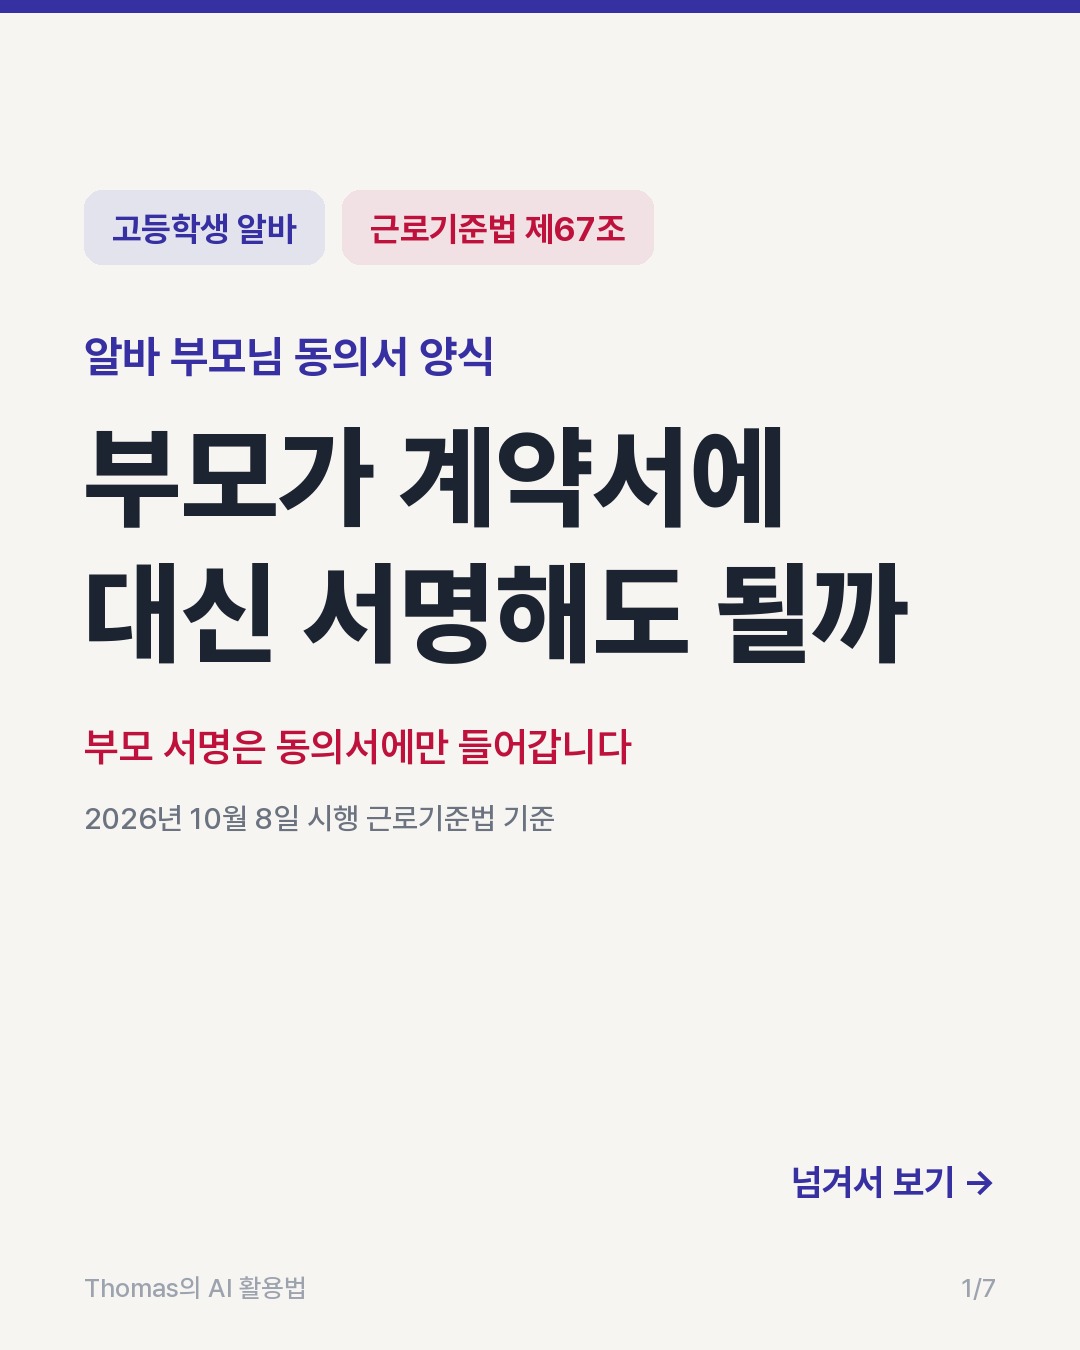 고등학생 알바
근로기준법 제67조
알바 부모님 동의서 양식
부모가 계약서에
대신 서명해도 될까
부모 서명은 동의서에만 들어갑니다
2026년 10월 8일 시행 근로기준법 기준
넘겨서 보기 →
Thomas의 AI 활용법
1/7